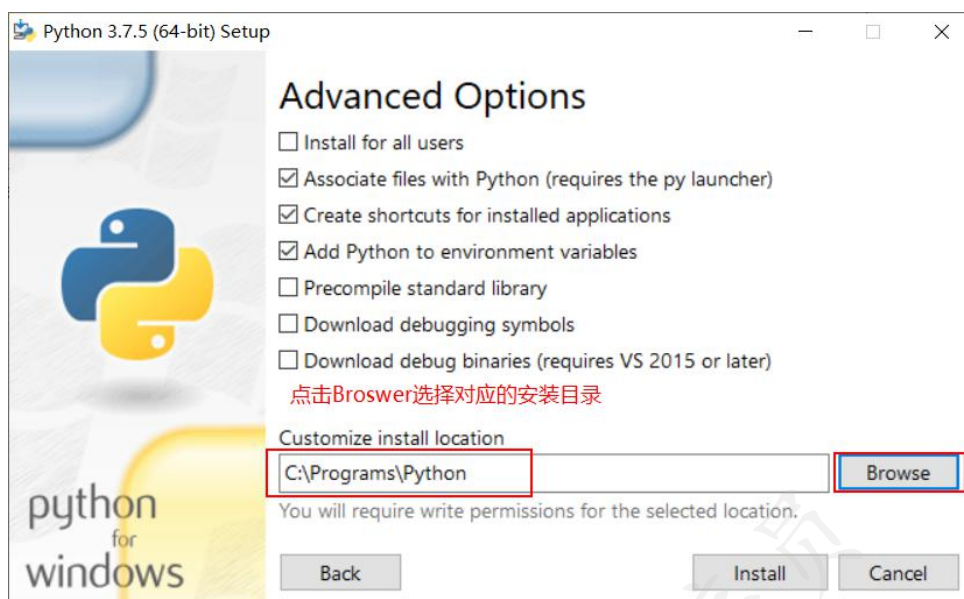 Python 3.7.5 (64-bit) Setup
Advanced Options
Install for all users
Associate files with Python (requires the py launcher)
Create shortcuts for installed applications
Add Python to environment variables
Precompile standard library
Download debugging symbols
Download debug binaries (requires VS 2015 or later)
点击Broswer选择对应的安装目录
Customize install location
C:\Programs\Python
Browse
You will require write permissions for the selected location.
python
for
windows
Back
Install
Cancel